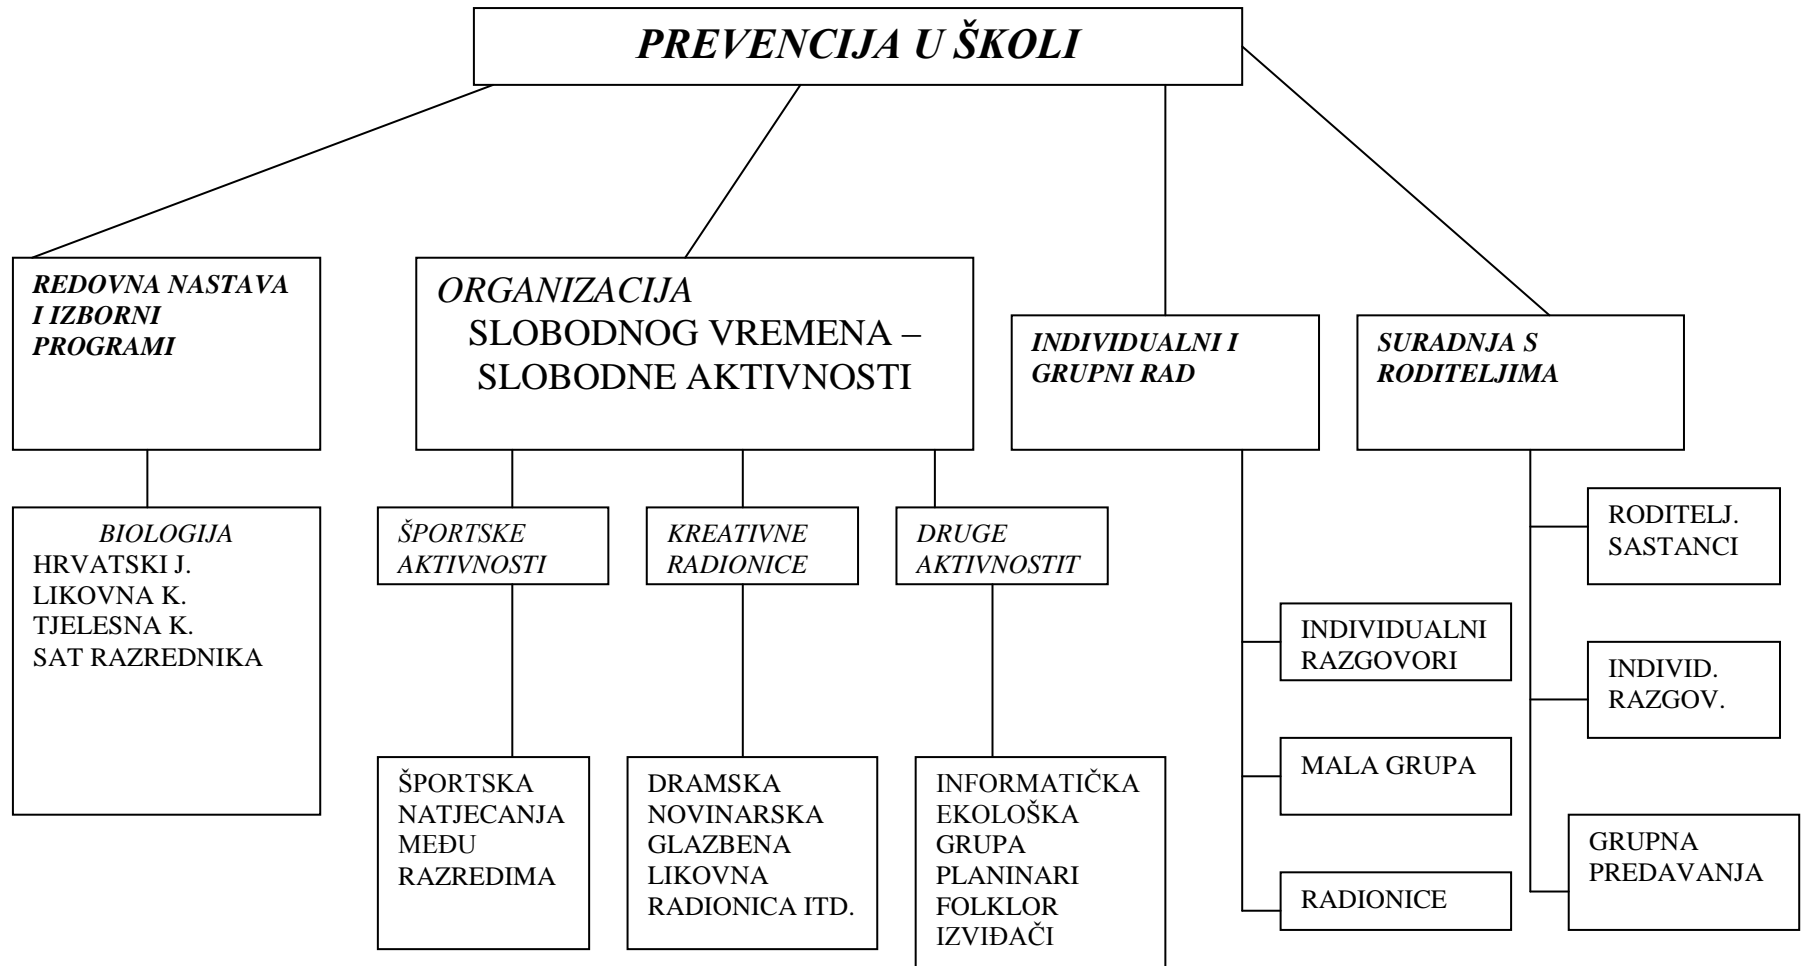 PREVENCIJA U ŠKOLI
REDOVNA NASTAVA
I IZBORNI
PROGRAMI
ORGANIZACIJA
SLOBODNOG VREMENA –
SLOBODNE AKTIVNOSTI
INDIVIDUALNI I
GRUPNI RAD
SURADNJA S
RODITELJIMA
BIOLOGIJA
HRVATSKI J.
LIKOVNA K.
TJELESNA K.
SAT RAZREDNIKA
ŠPORTSKE
AKTIVNOSTI
KREATIVNE
RADIONICE
DRUGE
AKTIVNOSTIT
ŠPORTSKA
NATJECANJA
MEĐU
RAZREDIMA
DRAMSKA
NOVINARSKA
GLAZBENA
LIKOVNA
RADIONICA ITD.
INFORMATIČKA
EKOLOŠKA
GRUPA
PLANINARI
FOLKLOR
IZVIĐAČI
INDIVIDUALNI
RAZGOVORI
MALA GRUPA
RADIONICE
RODITELJ.
SASTANCI
INDIVID.
RAZGOV.
GRUPNA
PREDAVANJA